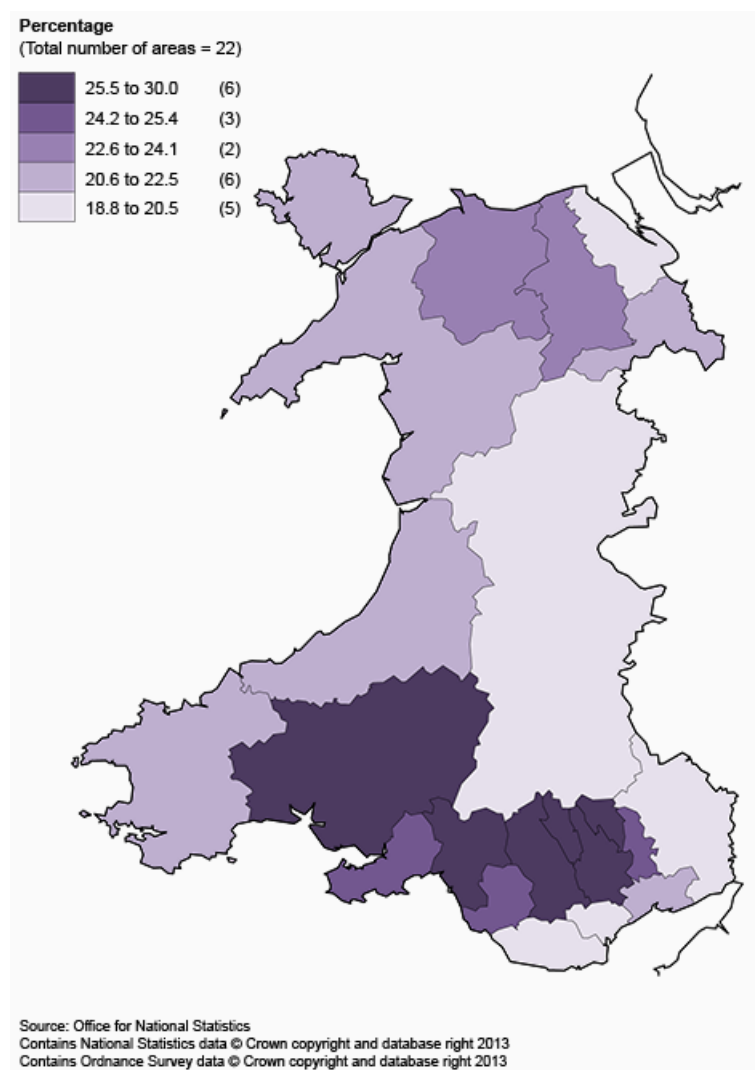 Percentage
(Total number of areas = 22)
25.5 to 30.0 (6)
24.2 to 25.4 (3)
22.6 to 24.1 (2)
20.6 to 22.5 (6)
18.8 to 20.5 (5)
Source: Office for National Statistics
Contains National Statistics data © Crown copyright and database right 2013
Contains Ordnance Survey data © Crown copyright and database right 2013